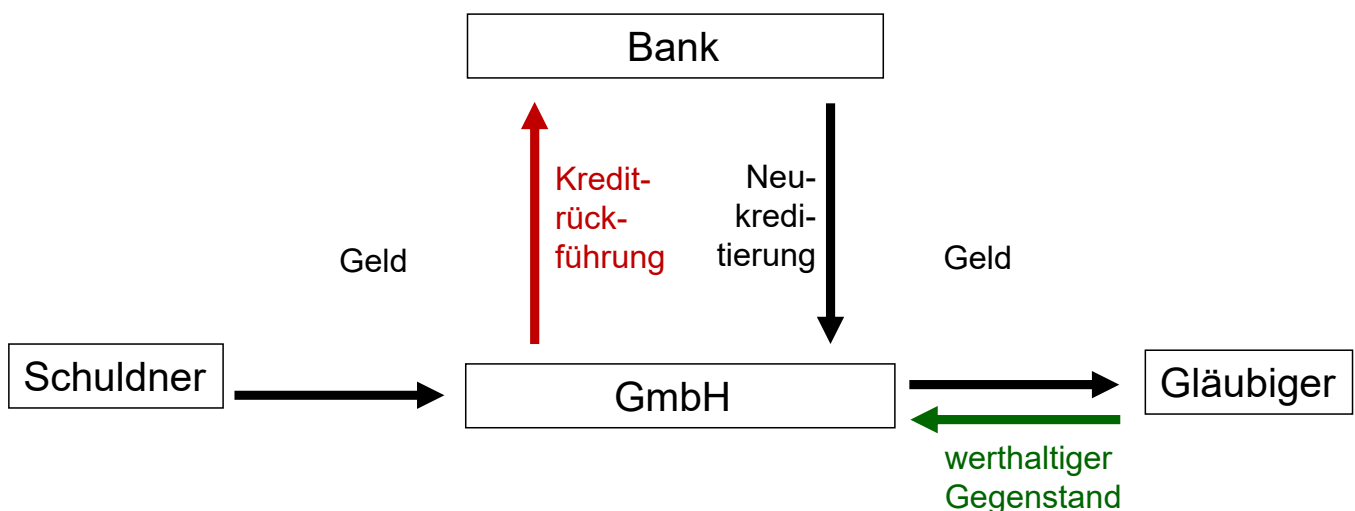 Bank
Kredit-
rück-
führung
Neu-
kredi-
tierung
Geld
Geld
Schuldner
GmbH
Gläubiger
werthaltiger
Gegenstand